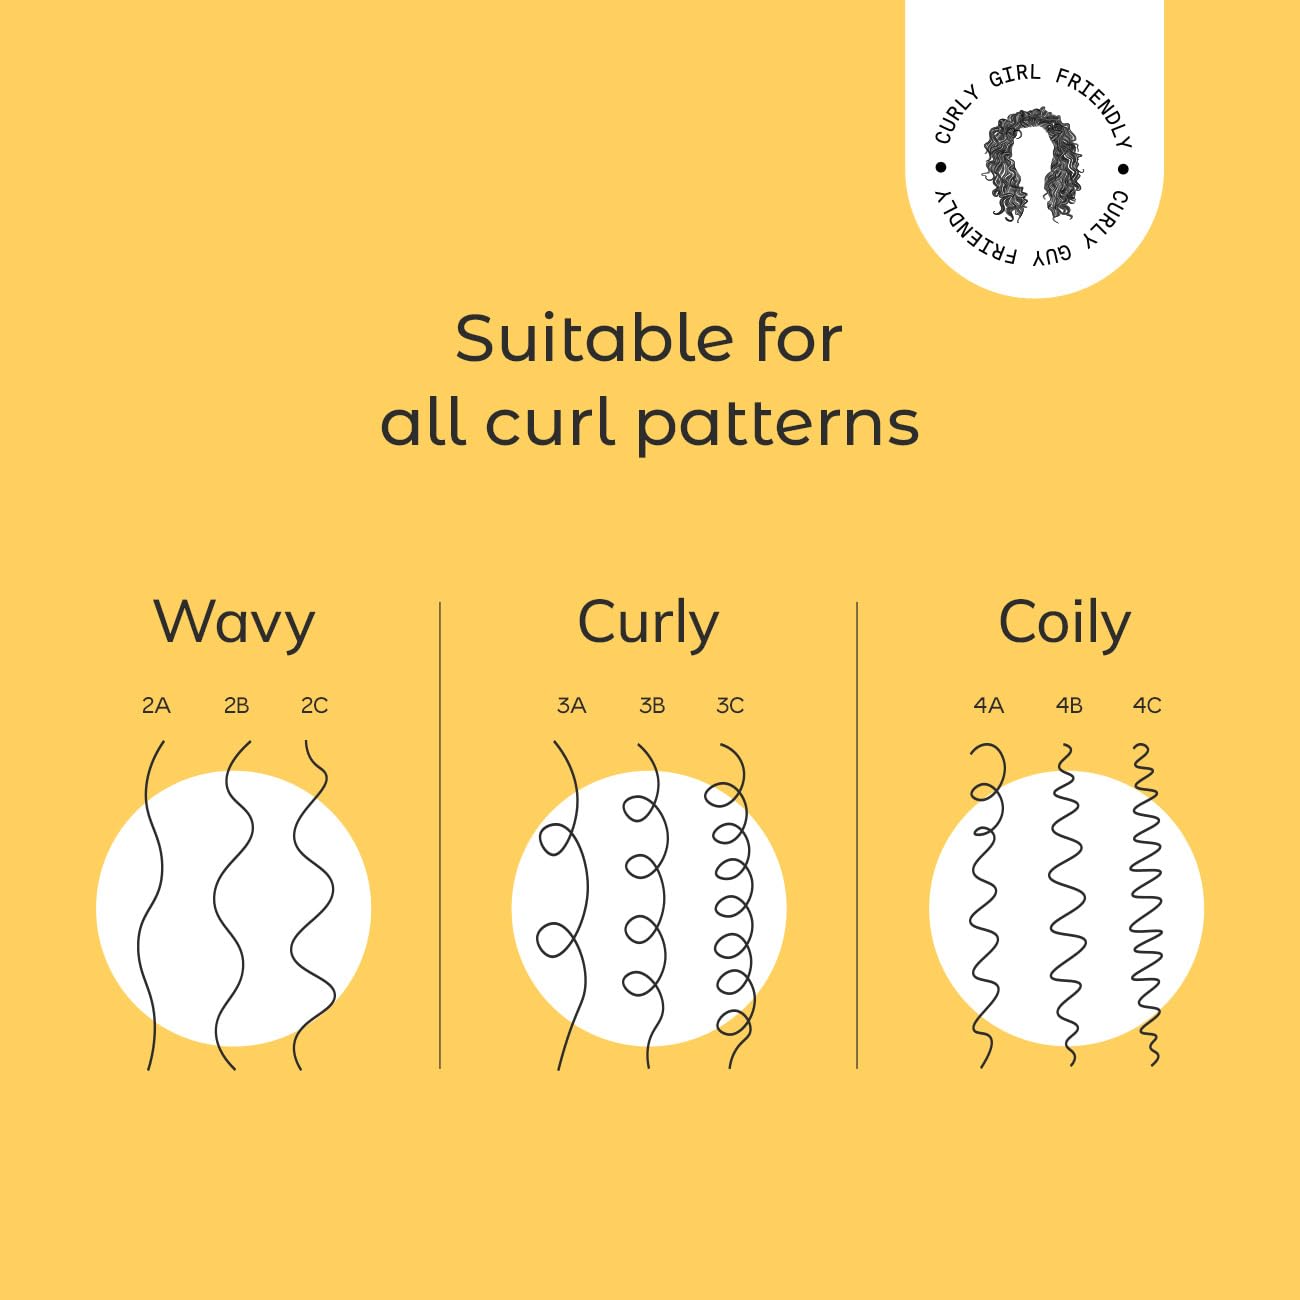 CURLY GIRL FRIENDLY • CURLY GUY FRIENDLY •
Suitable for
all curl patterns
Wavy
2A 2B 2C
Curly
3A 3B 3C
Coily
4A 4B 4C